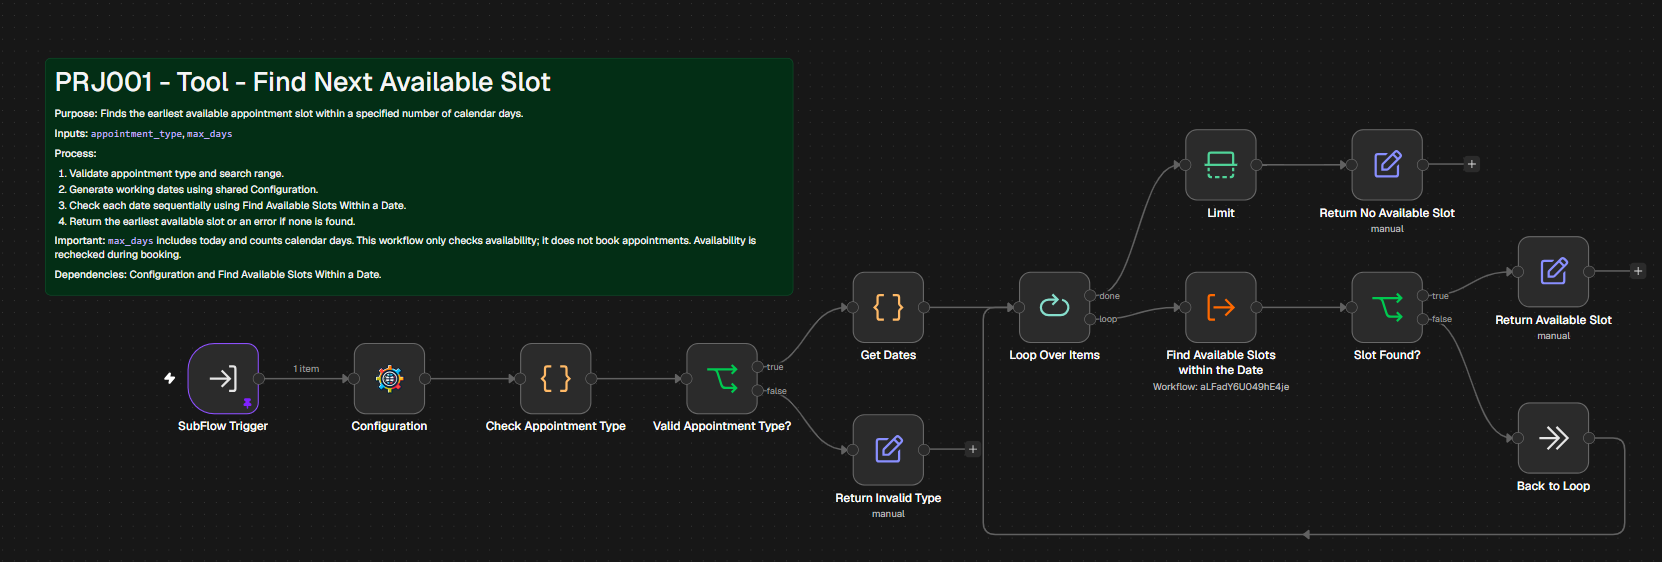 PRJ001 - Tool - Find Next Available Slot
Purpose: Finds the earliest available appointment slot within a specified number of calendar days.
Inputs: appointment_type, max_days
Process:
1. Validate appointment type and search range.
2. Generate working dates using shared Configuration.
3. Check each date sequentially using Find Available Slots Within a Date.
4. Return the earliest available slot or an error if none is found.
Important: max_days includes today and counts calendar days. This workflow only checks availability; it does not book appointments. Availability is
rechecked during booking.
Dependencies: Configuration and Find Available Slots Within a Date.
SubFlow Trigger
1 item
Configuration
Check Appointment Type
Valid Appointment Type?
true
false
Get Dates
Return Invalid Type
manual
Loop Over Items
done
loop
Limit
Return No Available Slot
manual
Find Available Slots
within the Date
Workflow: aLFadY6U049hE4je
Slot Found?
true
false
Return Available Slot
manual
Back to Loop